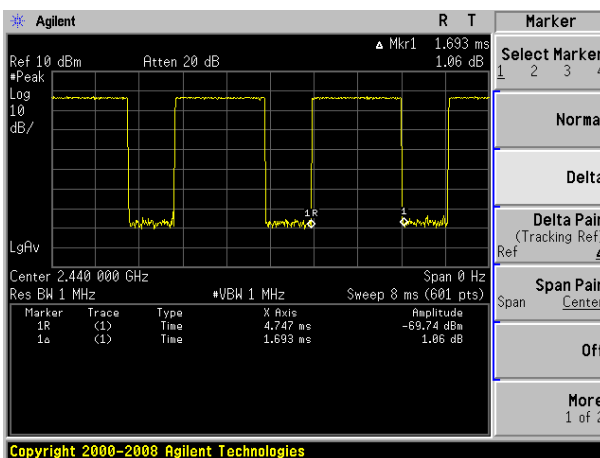 Agilent R T Marker
Δ Mkr1 1.693 ms
Ref 10 dBm Atten 20 dB 1.06 dB
#Peak
Log
10
dB/
1R
1
LgAv
Center 2.440 000 GHz Span 0 Hz
Res BW 1 MHz #VBW 1 MHz Sweep 8 ms (601 pts)
Marker Trace Type X Axis Amplitude
1R (1) Time 4.747 ms -69.74 dBm
1Δ (1) Time 1.693 ms 1.06 dB
Select Marker
1 2 3 4
Norma
Delta
Delta Pair
(Tracking Ref)
Ref
Span Pair
Span Center
Off
More
1 of 2
Copyright 2000-2008 Agilent Technologies